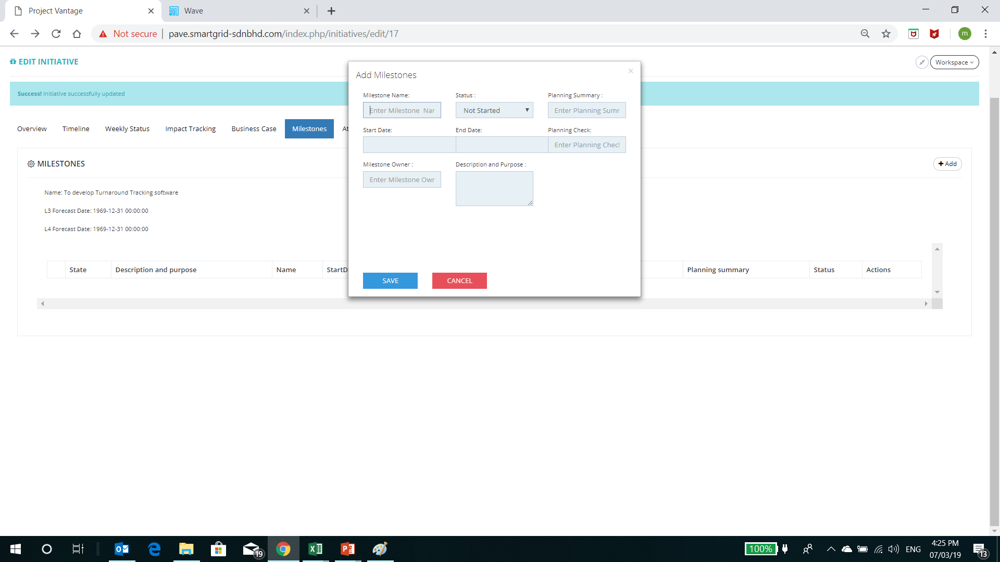 Project Vantage
Wave
Not secure
pave.smartgrid-sdnbhd.com/index.php/initiatives/edit/17
m
EDIT INITIATIVE
Workspace
Success! Initiative successfully updated
Overview
Timeline
Weekly Status
Impact Tracking
Business Case
Milestones
At
MILESTONES
+ Add
Name: To develop Turnaround Tracking software
L3 Forecast Date: 1969-12-31 00:00:00
L4 Forecast Date: 1969-12-31 00:00:00
State
Description and purpose
Name
StartD
Planning summary
Status
Actions
Add Milestones
Milestone Name:
Status :
Planning Summary :
Enter Milestone Nar
Not Started
Enter Planning Sumr
Start Date:
End Date:
Planning Check:
Enter Planning Checl
Milestone Owner :
Description and Purpose :
Enter Milestone Owr
SAVE
CANCEL
19
100%
ENG
4:25 PM
07/03/19
13